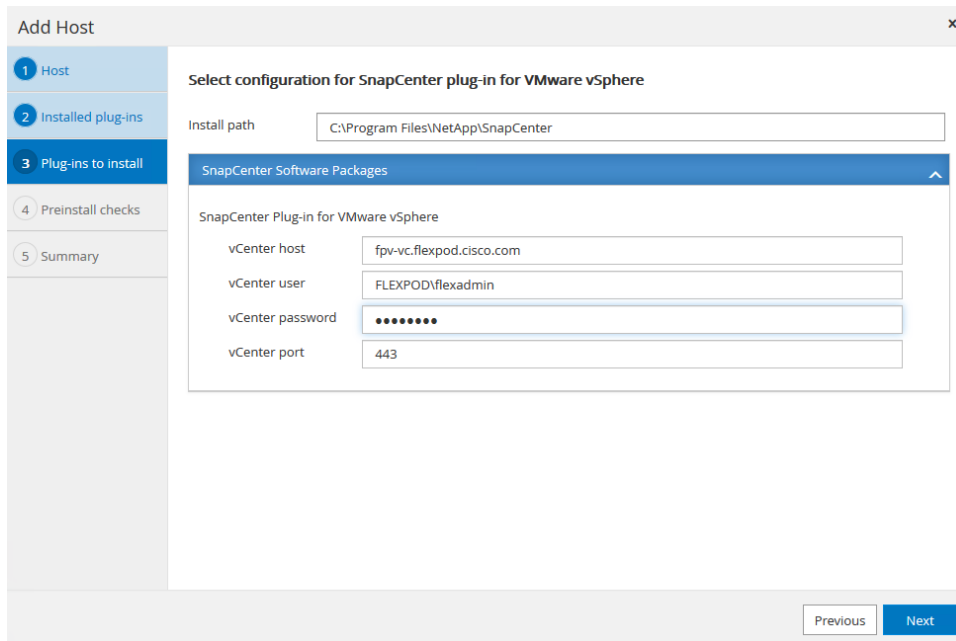 Add Host
x
1 Host
2 Installed plug-ins
3 Plug-ins to install
4 Preinstall checks
5 Summary
Select configuration for SnapCenter plug-in for VMware vSphere
Install path C:\Program Files\NetApp\SnapCenter
SnapCenter Software Packages
SnapCenter Plug-in for VMware vSphere
vCenter host fpv-vc.flexpod.cisco.com
vCenter user FLEXPOD\flexadmin
vCenter password ••••••••
vCenter port 443
Previous Next